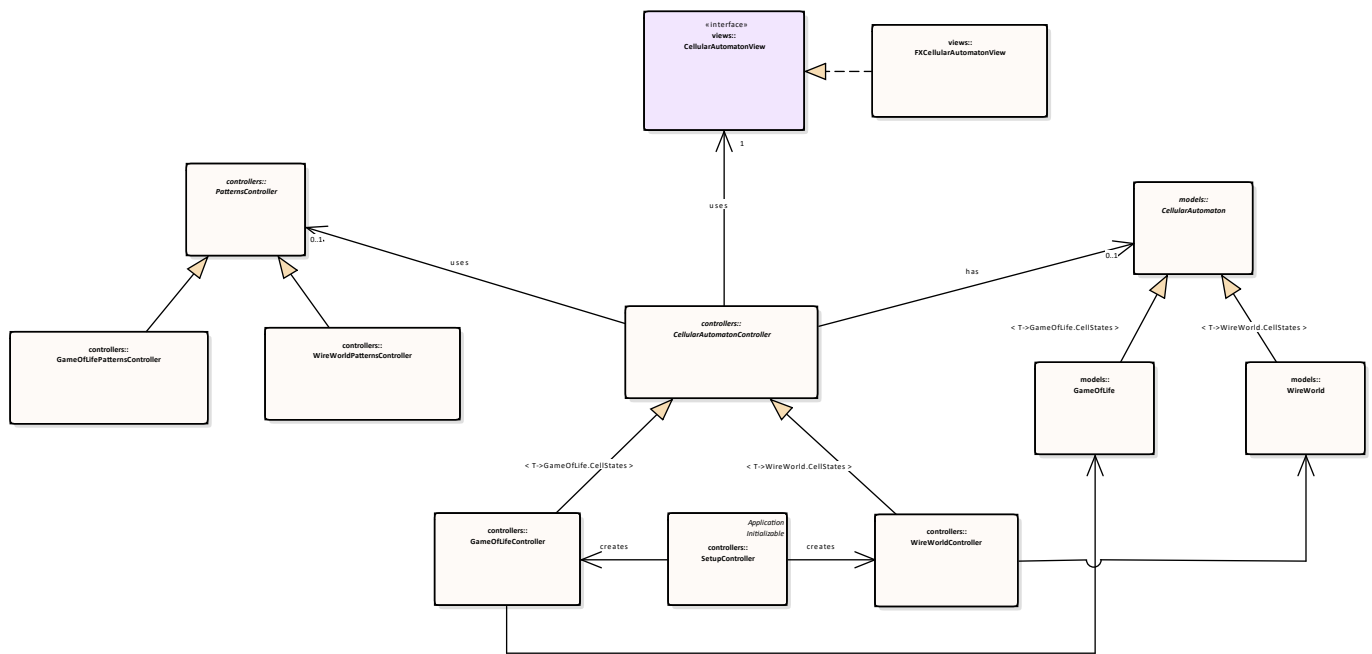 «interface»
views::
CellularAutomatonView
views::
FXCellularAutomatonView
1
controllers::
PatternsController
models::
CellularAutomaton
uses
0..1
uses
has
0..1
controllers::
CellularAutomatonController
< T->GameOfLife.CellStates >
< T->WireWorld.CellStates >
controllers::
GameOfLifePatternsController
controllers::
WireWorldPatternsController
models::
GameOfLife
models::
WireWorld
< T->GameOfLife.CellStates >
< T->WireWorld.CellStates >
controllers::
GameOfLifeController
creates
Application
Initializable
controllers::
SetupController
creates
controllers::
WireWorldController